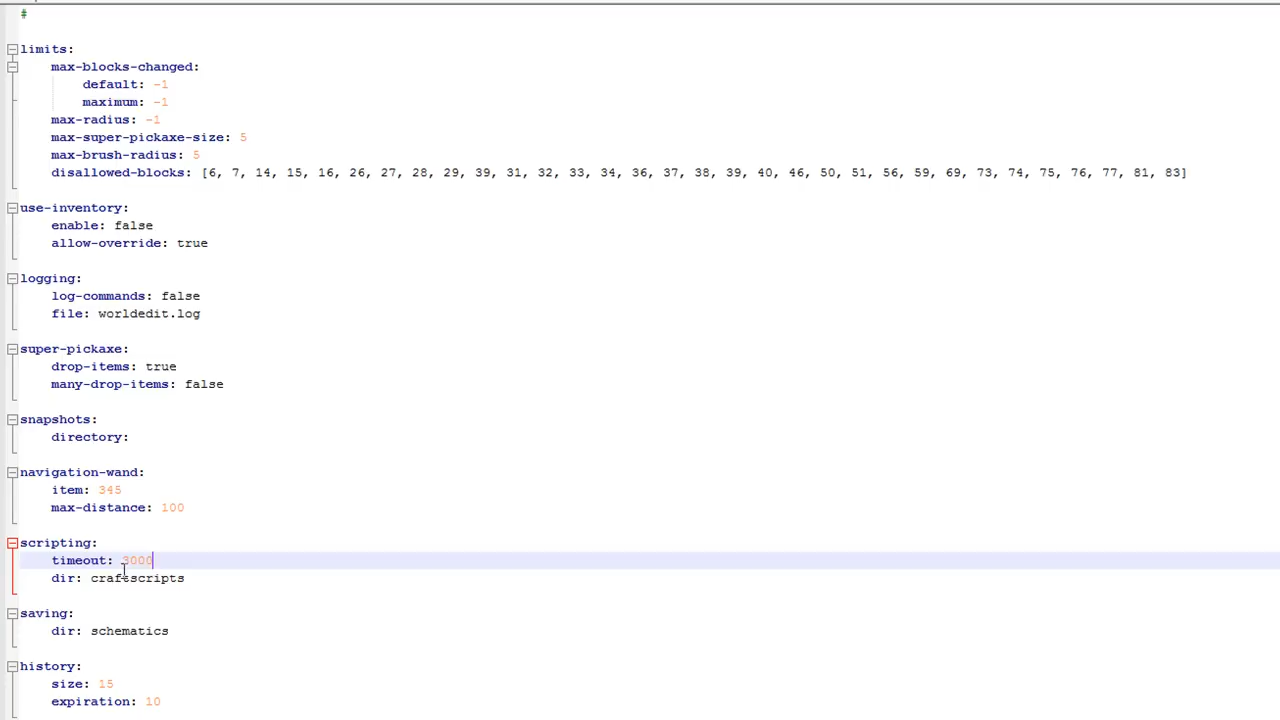 #
limits:
max-blocks-changed:
default: -1
maximum: -1
max-radius: -1
max-super-pickaxe-size: 5
max-brush-radius: 5
disallowed-blocks: [6, 7, 14, 15, 16, 26, 27, 28, 29, 39, 31, 32, 33, 34, 36, 37, 38, 39, 40, 46, 50, 51, 56, 59, 69, 73, 74, 75, 76, 77, 81, 83]
use-inventory:
enable: false
allow-override: true
logging:
log-commands: false
file: worldedit.log
super-pickaxe:
drop-items: true
many-drop-items: false
snapshots:
directory:
navigation-wand:
item: 345
max-distance: 100
scripting:
timeout: 3000
dir: craftscripts
saving:
dir: schematics
history:
size: 15
expiration: 10